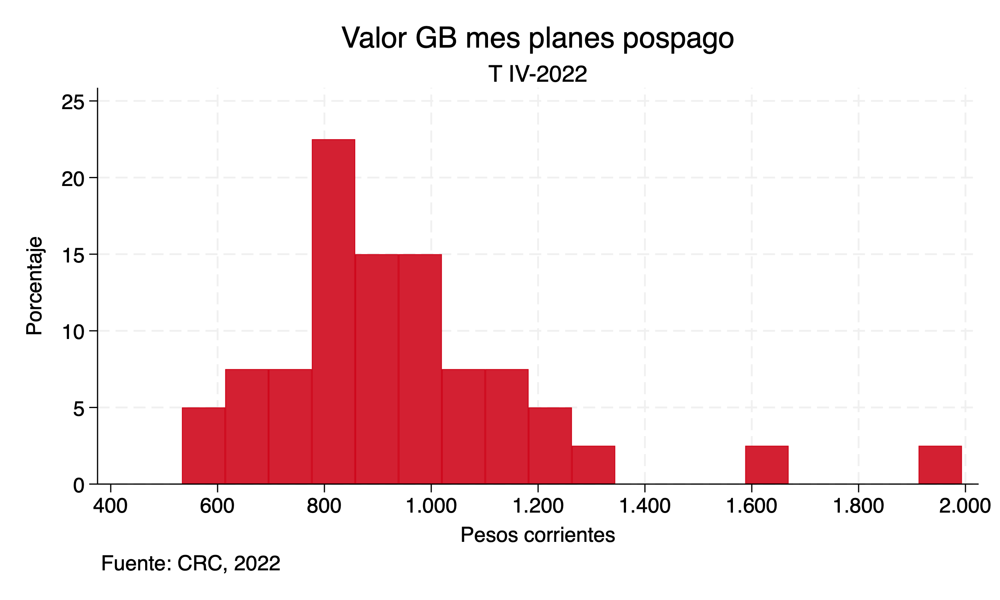 Valor GB mes planes pospago
T IV-2022
Porcentaje
25
20
15
10
5
0
400 600 800 1.000 1.200 1.400 1.600 1.800 2.000
Pesos corrientes
Fuente: CRC, 2022